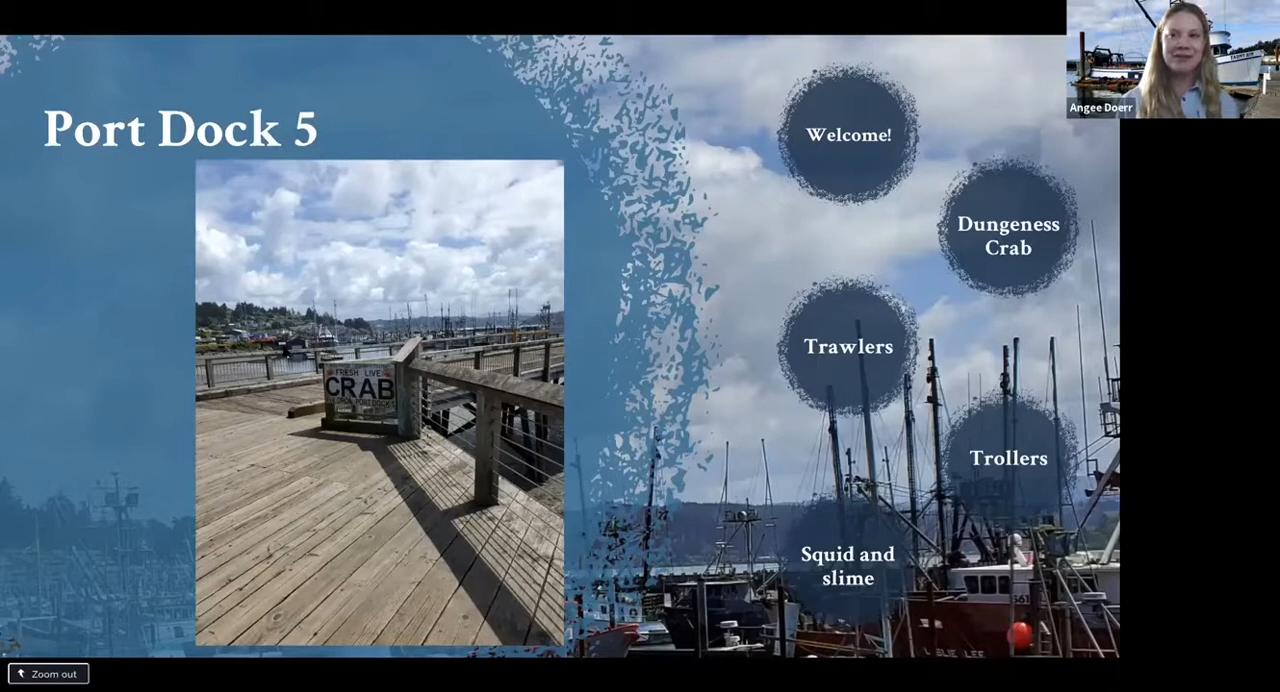 Port Dock 5
FRESH LIVE
CRAB
Welcome!
Dungeness
Crab
Trawlers
Trollers
Squid and
slime
Angee Doerr
Zoom out